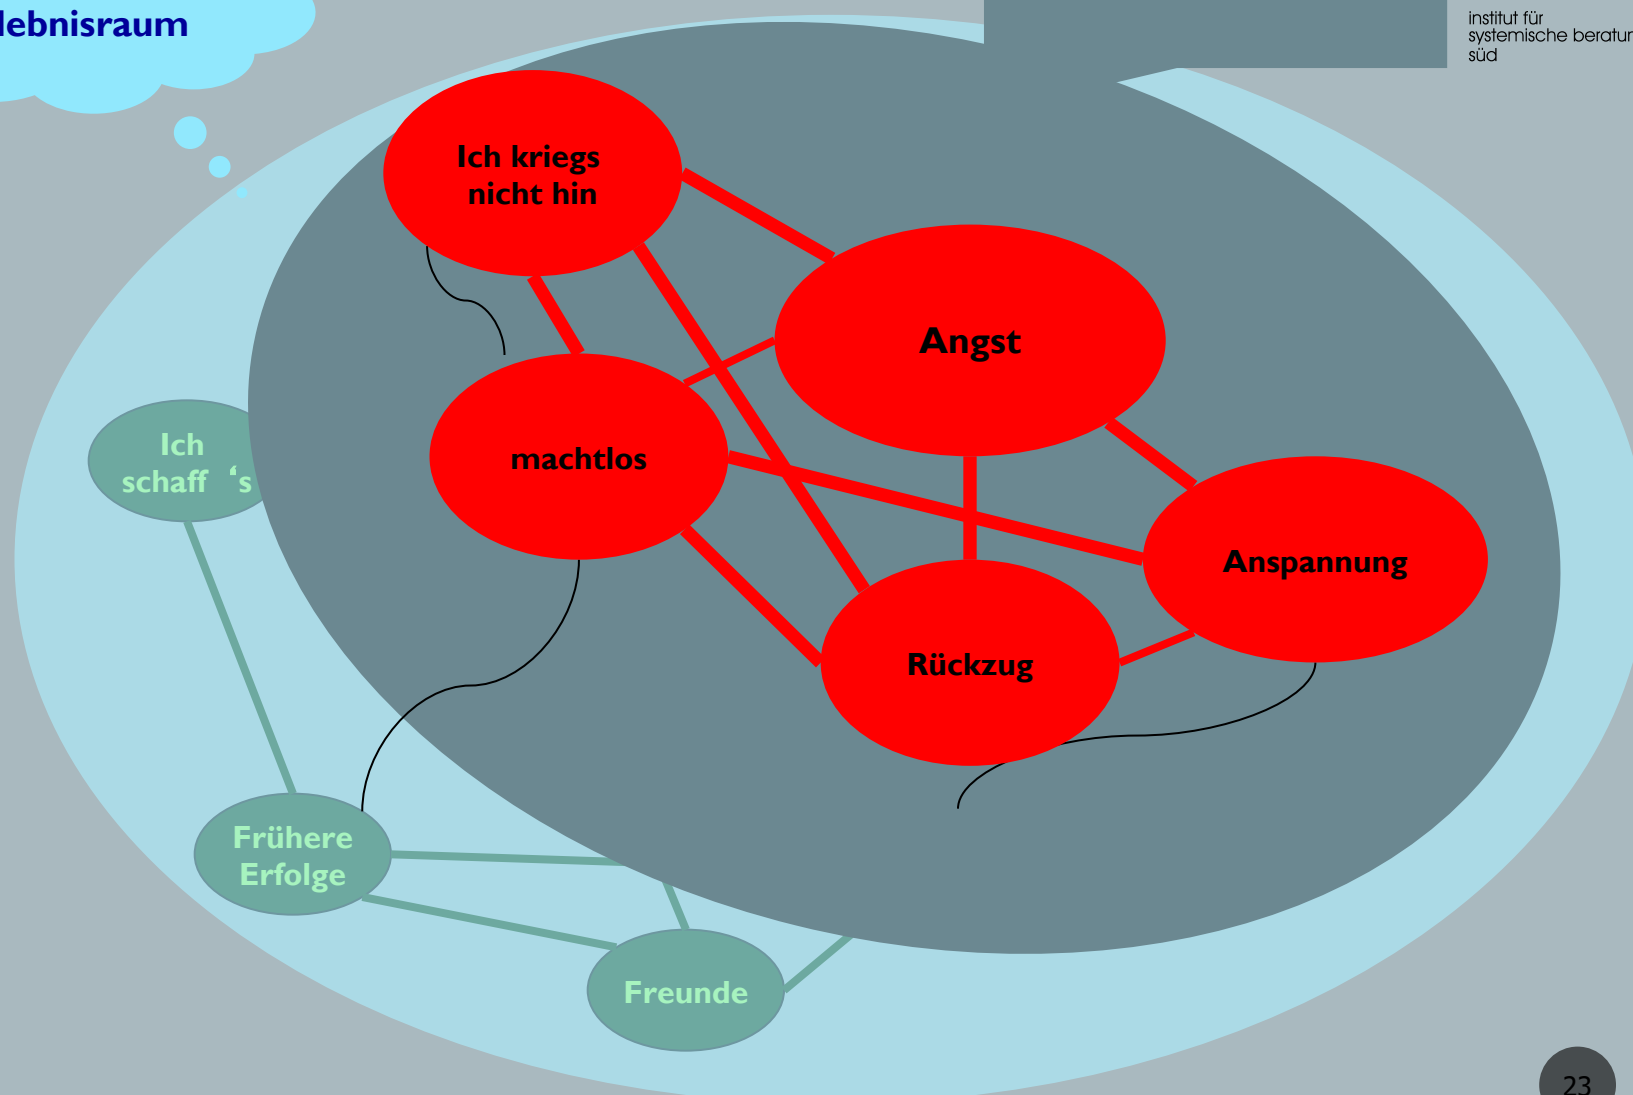 lebnisraum
institut für
systemische beratun
süd
Ich kriegs
nicht hin
Angst
machtlos
Ich
schaff ‘s
Anspannung
Rückzug
Frühere
Erfolge
Freunde
23